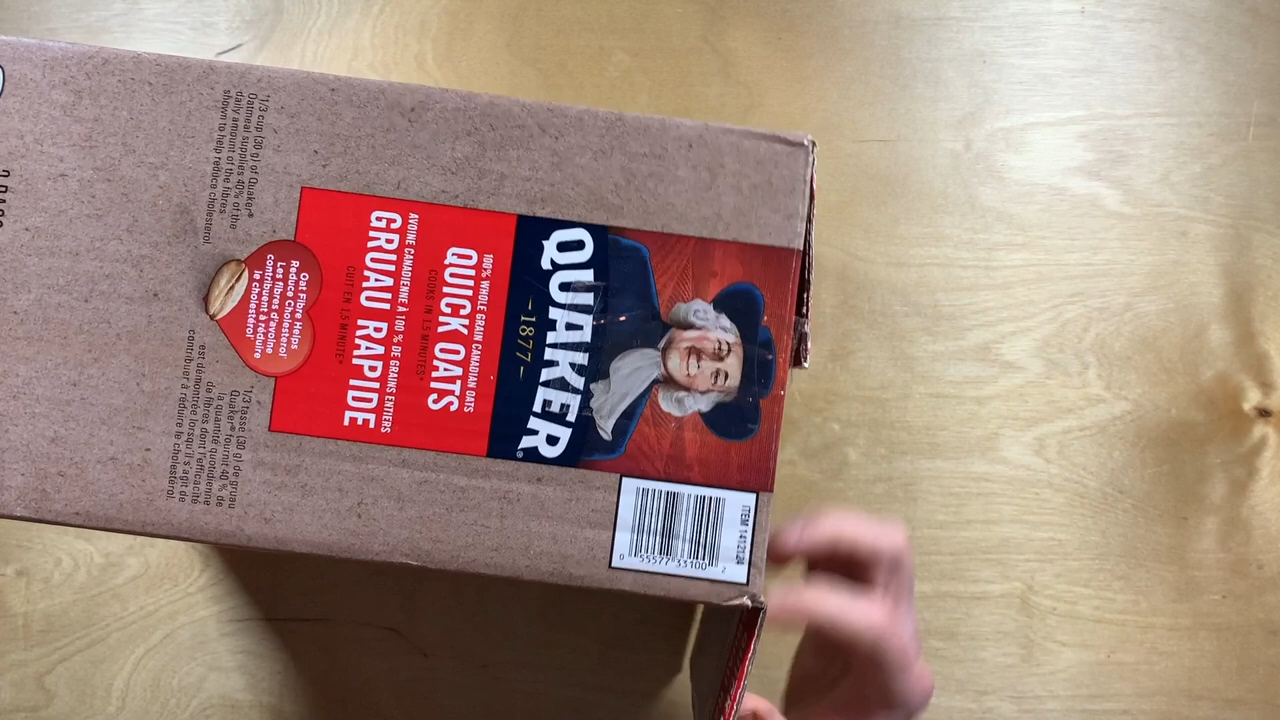 QUAKER®
–1877–
100% WHOLE GRAIN CANADIAN OATS
QUICK OATS
COOKS IN 1.5 MINUTES*
AVOINE CANADIENNE À 100 % DE GRAINS ENTIERS
GRUAU RAPIDE
CUIT EN 1,5 MINUTE*
Oat Fibre Helps
Reduce Cholesterol†
Les fibres d'avoine
contribuent à réduire
le cholestérol†
†1/3 cup (30 g) of Quaker®
Oatmeal supplies 40% of the
daily amount of the fibres
shown to help reduce cholesterol.
†1/3 tasse (30 g) de gruau
Quaker® fournit 40 % de
la quantité quotidienne
de fibres dont l'efficacité
est démontrée lorsqu'il s'agit de
contribuer à réduire le cholestérol.
ITEM 1412124
0 55577 33100 2